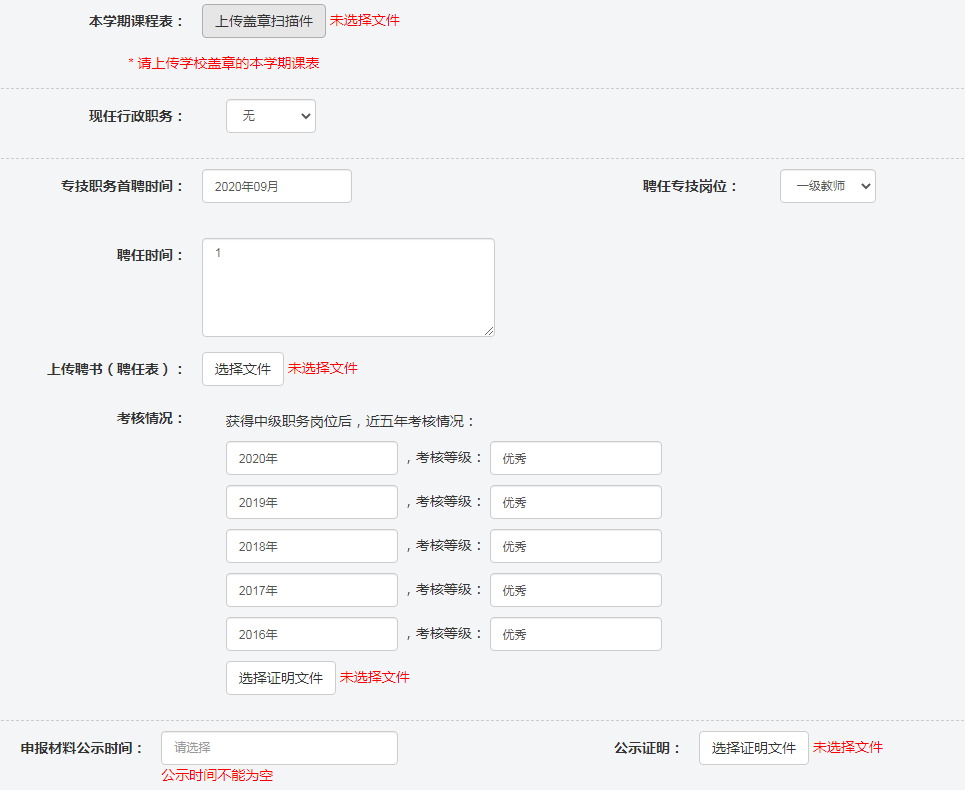 本学期课程表： 上传盖章扫描件 未选择文件
* 请上传学校盖章的本学期课表
现任行政职务： 无
专技职务首聘时间： 2020年09月 聘任专技岗位： 一级教师
聘任时间： 1
上传聘书（聘任表）： 选择文件 未选择文件
考核情况： 获得中级职务岗位后，近五年考核情况：
2020年 ，考核等级： 优秀
2019年 ，考核等级： 优秀
2018年 ，考核等级： 优秀
2017年 ，考核等级： 优秀
2016年 ，考核等级： 优秀
选择证明文件 未选择文件
申报材料公示时间： 请选择 公示证明： 选择证明文件 未选择文件
公示时间不能为空